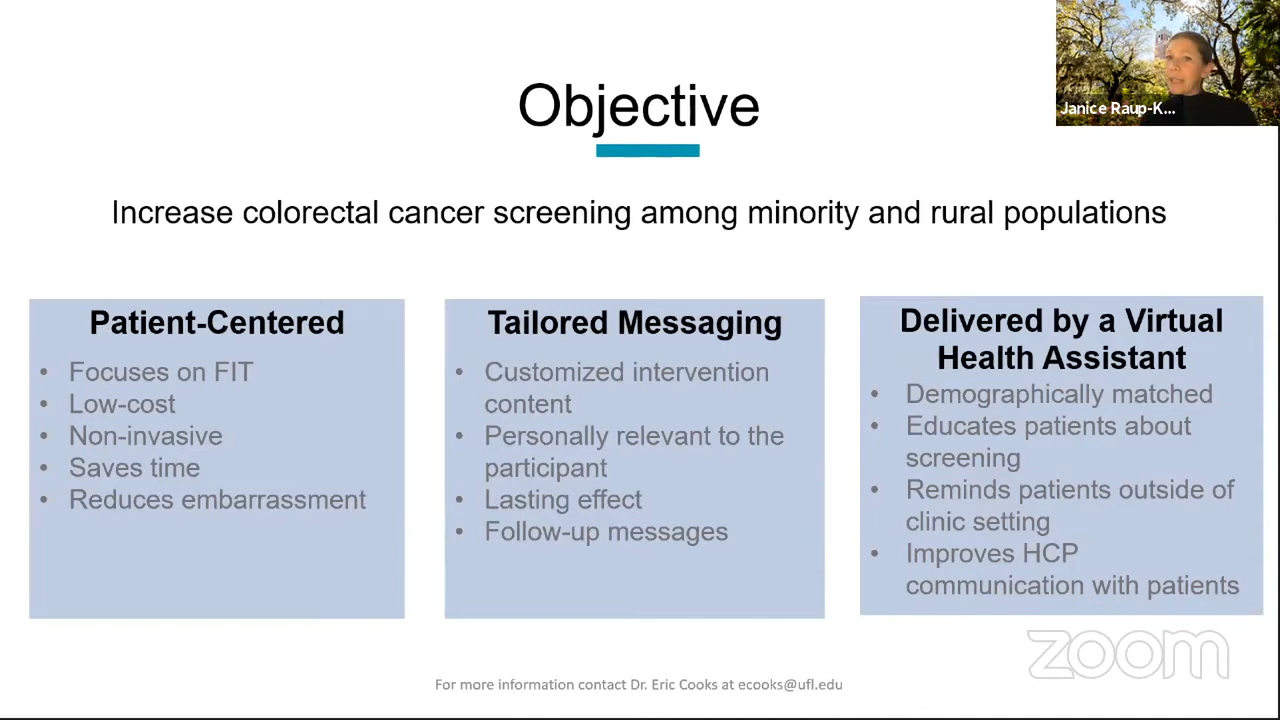 Objective
Janice Raup-K...
Increase colorectal cancer screening among minority and rural populations
Patient-Centered
• Focuses on FIT
• Low-cost
• Non-invasive
• Saves time
• Reduces embarrassment
Tailored Messaging
• Customized intervention
content
• Personally relevant to the
participant
• Lasting effect
• Follow-up messages
Delivered by a Virtual
Health Assistant
• Demographically matched
• Educates patients about
screening
• Reminds patients outside of
clinic setting
• Improves HCP
communication with patients
zoom
For more information contact Dr. Eric Cooks at ecooks@ufl.edu